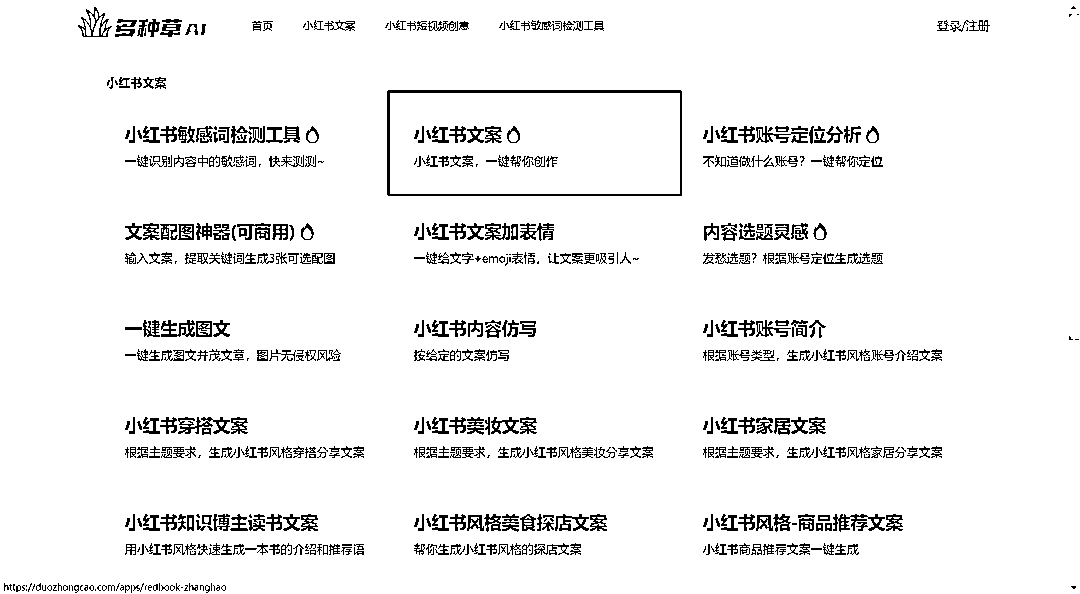 多种草AI 首页 小红书文案 小红书短视频创意 小红书敏感词检测工具 登录/注册
小红书文案
小红书敏感词检测工具
一键识别内容中的敏感词，快来测测~
小红书文案
小红书文案，一键帮你创作
小红书账号定位分析
不知道做什么账号？一键帮你定位
文案配图神器(可商用)
输入文案，提取关键词生成3张可选配图
小红书文案加表情
一键给文字+emoji表情，让文案更吸引人~
内容选题灵感
发愁选题？根据账号定位生成选题
一键生成图文
一键生成图文并茂文章，图片无侵权风险
小红书内容仿写
按给定的文案仿写
小红书账号简介
根据账号类型，生成小红书风格账号介绍文案
小红书穿搭文案
根据主题要求，生成小红书风格穿搭分享文案
小红书美妆文案
根据主题要求，生成小红书风格美妆分享文案
小红书家居文案
根据主题要求，生成小红书风格家居分享文案
小红书知识博主读书文案
用小红书风格快速生成一本书的介绍和推荐语
小红书风格美食探店文案
帮你生成小红书风格的探店文案
小红书风格-商品推荐文案
小红书商品推荐文案一键生成
https://duozhongcao.com/apps/redbook-zhanghao